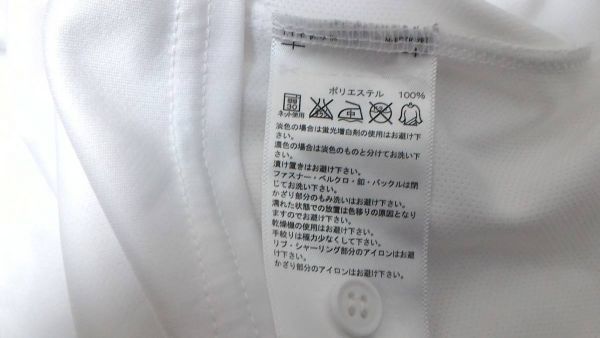 ポリエステル 100%
弱
30
中
ネット使用
淡色の場合は蛍光増白剤の使用はお避け下
さい。
濃色の場合は淡色のものと分けてお洗い下
さい。
漬け置きはお避け下さい。
ファスナー・ベルクロ・釦・バックルは閉
じてお洗い下さい。
かざり部分のもみ洗いはお避け下さい。
濡れた状態での放置は色移りの原因となり
ますのでお避け下さい。
乾燥機の使用はお避け下さい。
手絞りは極力少なくして下さい。
リブ・シャーリング部分のアイロンはお避
け下さい。
かざり部分のアイロンはお避け下さい。